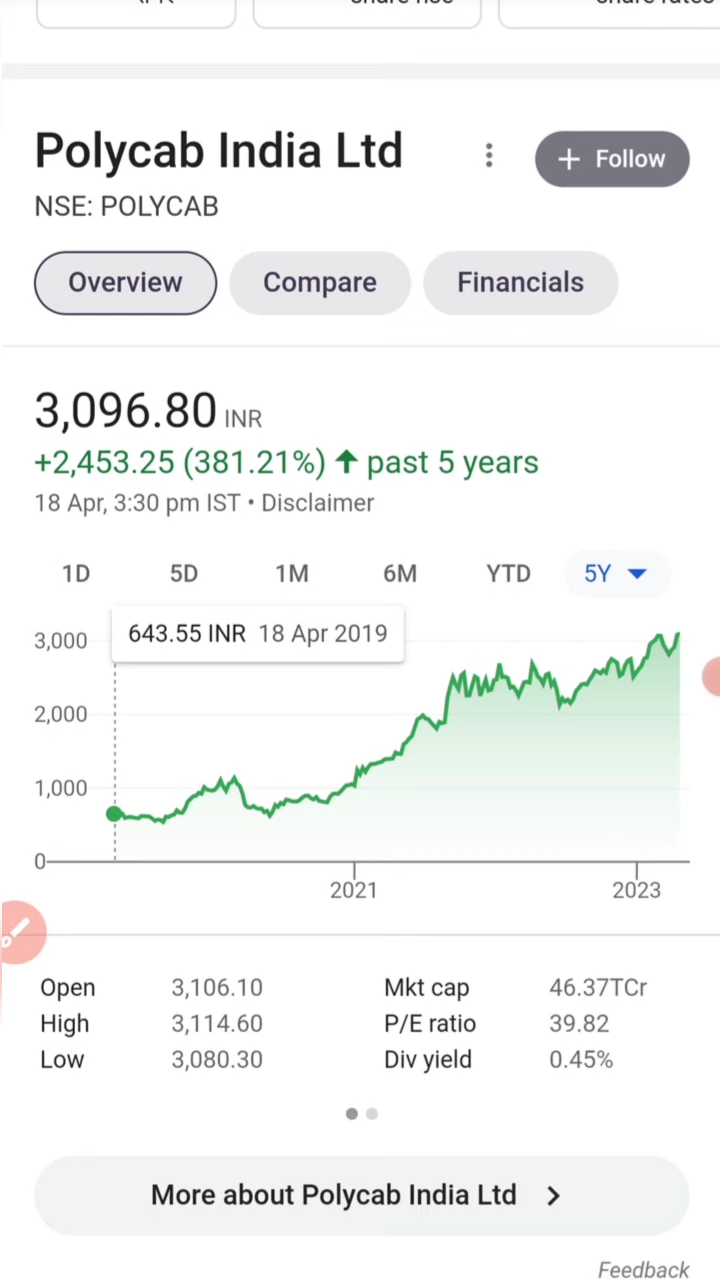 Polycab India Ltd
+ Follow
NSE: POLYCAB
Overview Compare Financials
3,096.80 INR
+2,453.25 (381.21%) ↑ past 5 years
18 Apr, 3:30 pm IST • Disclaimer
1D 5D 1M 6M YTD 5Y
643.55 INR 18 Apr 2019
3,000
2,000
1,000
0
2021 2023
Open 3,106.10 Mkt cap 46.37TCr
High 3,114.60 P/E ratio 39.82
Low 3,080.30 Div yield 0.45%
More about Polycab India Ltd >
Feedback